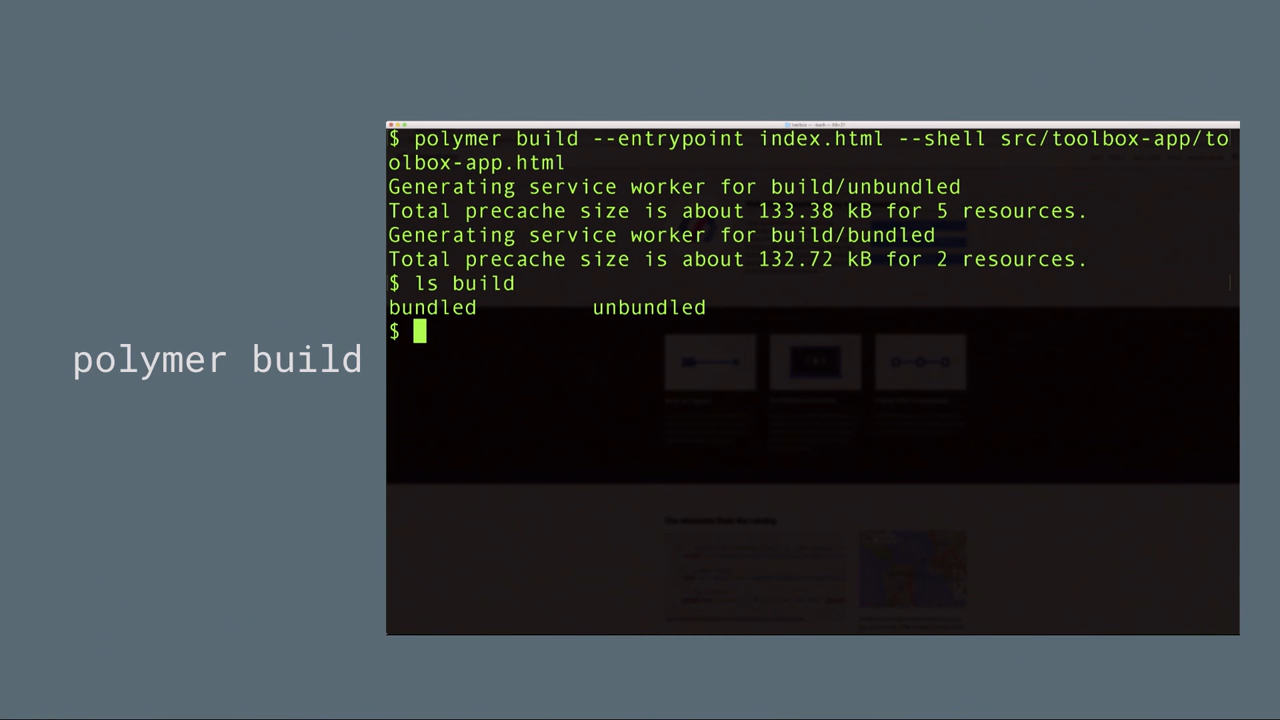 polymer build
$ polymer build --entrypoint index.html --shell src/toolbox-app/to
olbox-app.html
Generating service worker for build/unbundled
Total precache size is about 133.38 kB for 5 resources.
Generating service worker for build/bundled
Total precache size is about 132.72 kB for 2 resources.
$ ls build
bundled unbundled
$